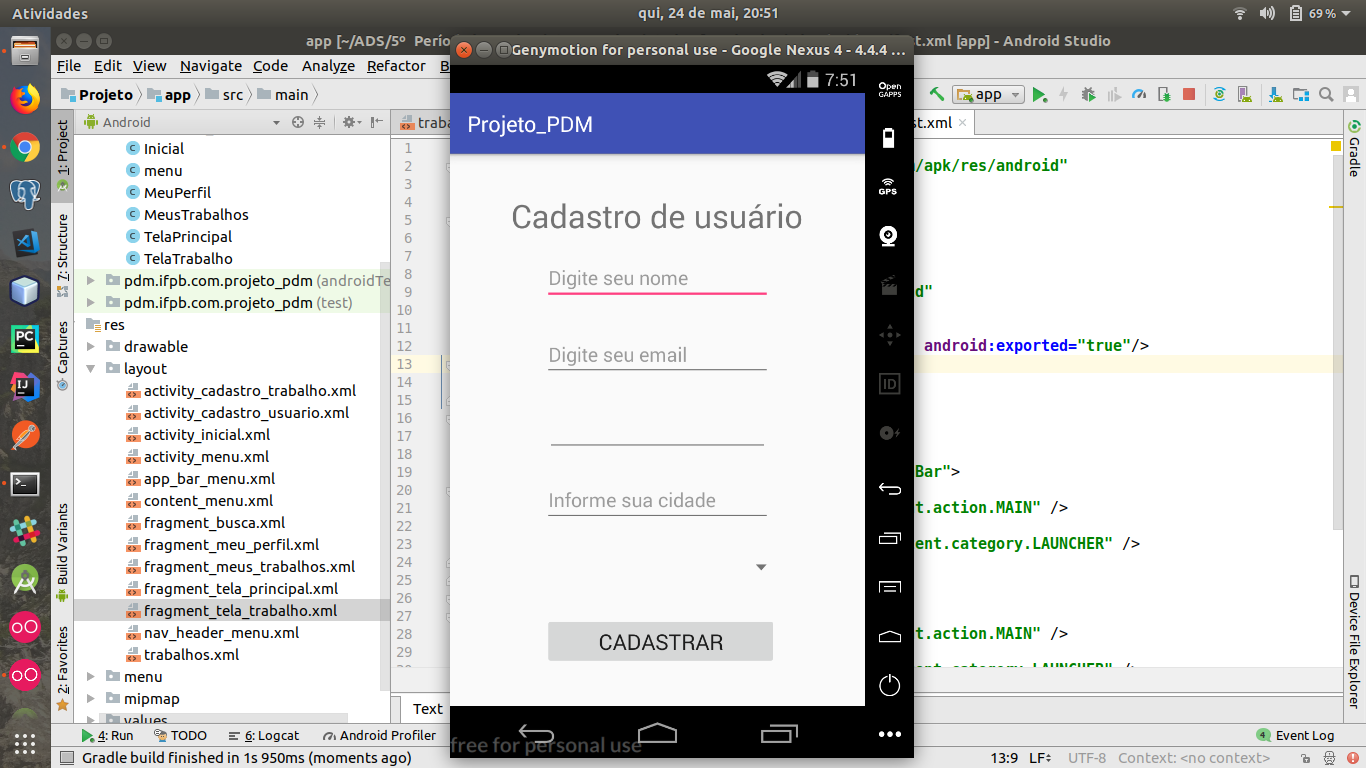 Atividades
qui, 24 de mai, 20:51
69 %
app [~/ADS/5º Perío
st.xml [app] - Android Studio
Genymotion for personal use - Google Nexus 4 - 4.4.4 ...
File Edit View Navigate Code Analyze Refactor B
Projeto
app
src
main
app
Android
traba
st.xml
1: Project
7: Structure
Captures
Build Variants
2: Favorites
Inicial
menu
MeuPerfil
MeusTrabalhos
TelaPrincipal
TelaTrabalho
pdm.ifpb.com.projeto_pdm (androidTe
pdm.ifpb.com.projeto_pdm (test)
res
drawable
layout
activity_cadastro_trabalho.xml
activity_cadastro_usuario.xml
activity_inicial.xml
activity_menu.xml
app_bar_menu.xml
content_menu.xml
fragment_busca.xml
fragment_meu_perfil.xml
fragment_meus_trabalhos.xml
fragment_tela_principal.xml
fragment_tela_trabalho.xml
nav_header_menu.xml
trabalhos.xml
menu
mipmap
values
1
2
3
4
5
6
7
8
9
10
11
12
13
14
15
16
17
18
19
20
21
22
23
24
25
26
27
28
29
7:51
Projeto_PDM
Cadastro de usuário
Digite seu nome
Digite seu email
Informe sua cidade
CADASTRAR
free for personal use
Open GAPPS
GPS
ID
/apk/res/android"
d"
android:exported="true"/>
Bar">
t.action.MAIN" />
ent.category.LAUNCHER" />
t.action.MAIN" />
ent.category.LAUNCHER" />
Gradle
Device File Explorer
Text
4: Run
TODO
6: Logcat
Android Profiler
4 Event Log
Gradle build finished in 1s 950ms (moments ago)
13:9 LF÷ UTF-8 Context: <no context>